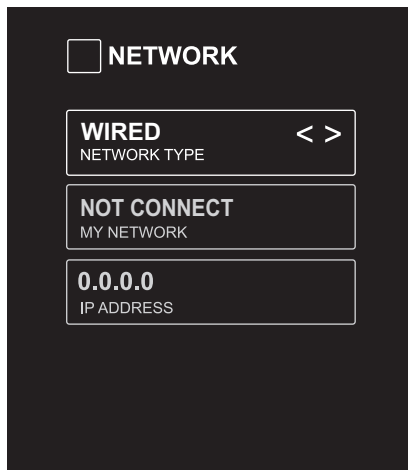 NETWORK
WIRED < >
NETWORK TYPE
NOT CONNECT
MY NETWORK
0.0.0.0
IP ADDRESS